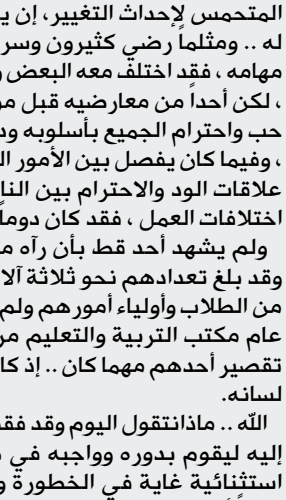 المتحمس لإحداث التغيير، إن
له .. ومثلماً رضي كثيرون وسر
مهامه ، فقد اختلف معه البعض
، لكن أحداً من معارضيه قبل
حب واحترام الجميع بأسلوبه
، وفيما كان يفصل بين الأمور
علاقات الود والاحترام بين
اختلافات العمل ، فقد كان دوماً
ولم يشهد أحد قط بأن رآه
وقد بلغ تعدادهم نحو ثلاثة
من الطلاب وأولياء أمورهم ولم
عام مكتب التربية والتعليم
تقصير أحدهم مهما كان .. إذ
لسانه.
الله .. ماذانتقول اليوم وقد
إليه ليقوم بدوره وواجبه في
استثنائية غاية في الخطورة